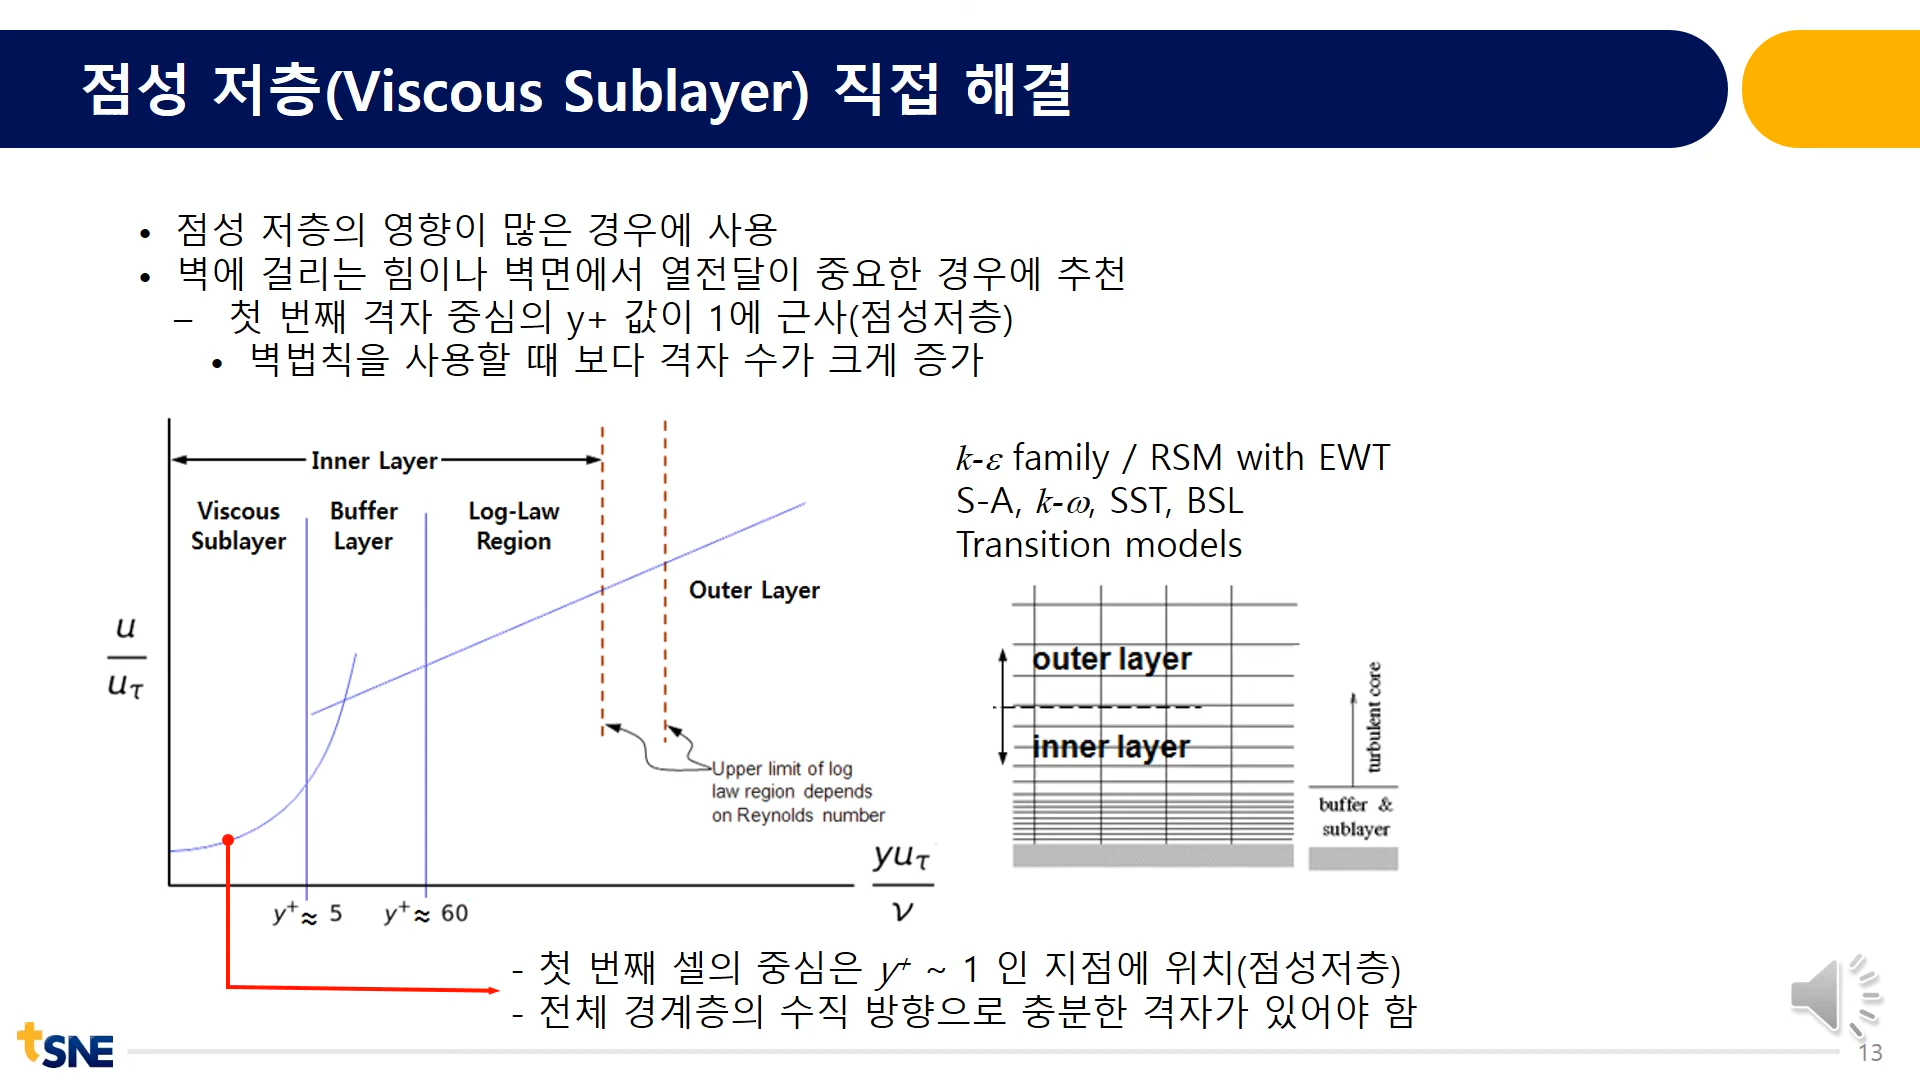 점성 저층(Viscous Sublayer) 직접 해결
• 점성 저층의 영향이 많은 경우에 사용
• 벽에 걸리는 힘이나 벽면에서 열전달이 중요한 경우에 추천
– 첫 번째 격자 중심의 y+ 값이 1에 근사(점성저층)
• 벽법칙을 사용할 때 보다 격자 수가 크게 증가
Inner Layer
Viscous
Sublayer
Buffer
Layer
Log-Law
Region
Outer Layer
u
uτ
Upper limit of log
law region depends
on Reynolds number
yuτ
ν
y⁺≈ 5
y⁺≈ 60
k-ε family / RSM with EWT
S-A, k-ω, SST, BSL
Transition models
outer layer
inner layer
turbulent core
buffer &
sublayer
- 첫 번째 셀의 중심은 y⁺ ~ 1 인 지점에 위치(점성저층)
- 전체 경계층의 수직 방향으로 충분한 격자가 있어야 함
tSNE
13